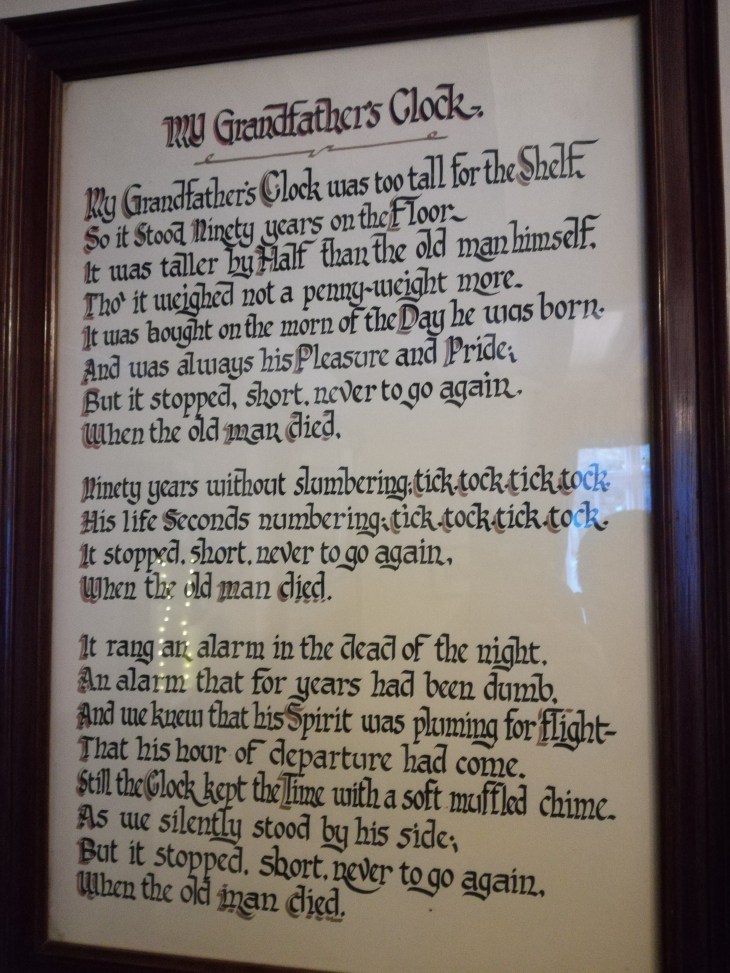 My Grandfather's Clock.
My Grandfather's Clock was too tall for the Shelf
So it Stood Ninety years on the Floor.
It was taller by Half than the old man himself.
Tho' it weighed not a penny-weight more.
It was bought on the morn of the Day he was born.
And was always his Pleasure and Pride;
But it stopped, short, never to go again,
When the old man died.
Ninety years without slumbering; tick-tock-tick-tock.
His life Seconds numbering; tick-tock-tick-tock.
It stopped, short, never to go again,
When the old man died.
It rang an alarm in the dead of the night,
An alarm that for years had been dumb,
And we knew that his Spirit was pluming for flight-
That his hour of departure had come.
Still the Clock kept the Time with a soft muffled chime.
As we silently stood by his side;
But it stopped, short, never to go again,
When the old man died.